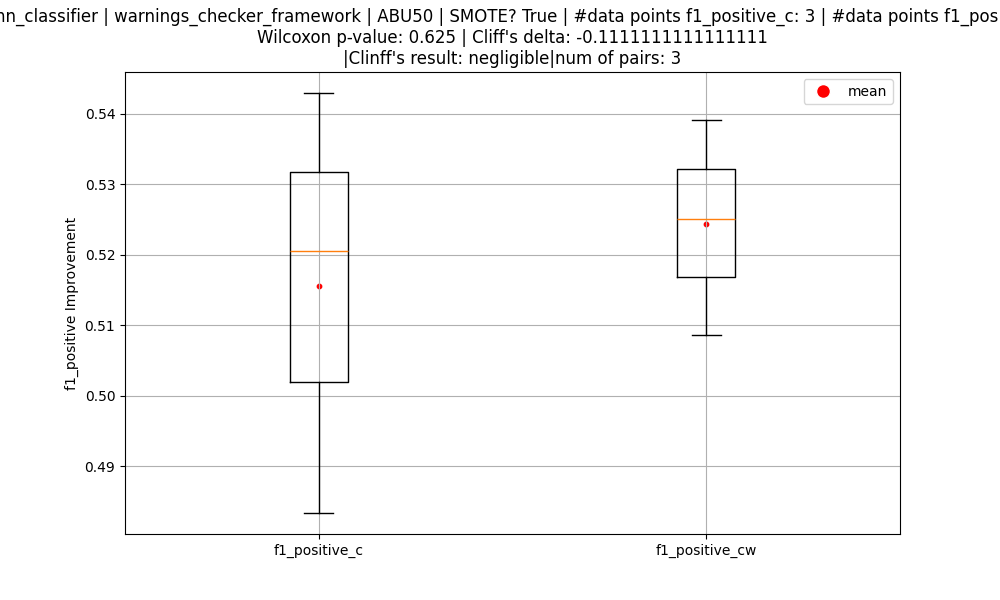 nn_classifier | warnings_checker_framework | ABU50 | SMOTE? True | #data points f1_positive_c: 3 | #data points f1_pos
Wilcoxon p-value: 0.625 | Cliff's delta: -0.1111111111111111
|Clinff's result: negligible|num of pairs: 3
mean
0.54
0.53
0.52
0.51
0.50
0.49
f1_positive Improvement
f1_positive_c
f1_positive_cw